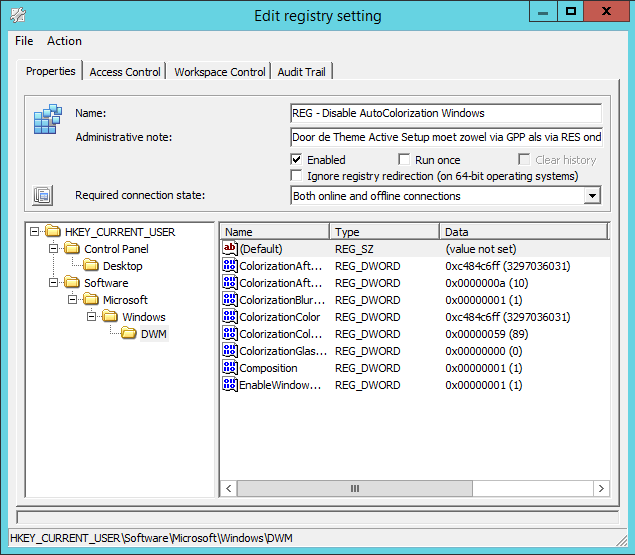 Edit registry setting
File Action
Properties Access Control Workspace Control Audit Trail
Name: REG - Disable AutoColorization Windows
Administrative note: Door de Theme Active Setup moet zowel via GPP als via RES ond
Enabled Run once Clear history
Ignore registry redirection (on 64-bit operating systems)
Required connection state: Both online and offline connections
HKEY_CURRENT_USER
Control Panel
Desktop
Software
Microsoft
Windows
DWM
Name Type Data
(Default) REG_SZ (value not set)
ColorizationAft... REG_DWORD 0xc484c6ff (3297036031)
ColorizationAft... REG_DWORD 0x0000000a (10)
ColorizationBlur... REG_DWORD 0x00000001 (1)
ColorizationColor REG_DWORD 0xc484c6ff (3297036031)
ColorizationCol... REG_DWORD 0x00000059 (89)
ColorizationGlas... REG_DWORD 0x00000000 (0)
Composition REG_DWORD 0x00000001 (1)
EnableWindow... REG_DWORD 0x00000001 (1)
HKEY_CURRENT_USER\Software\Microsoft\Windows\DWM